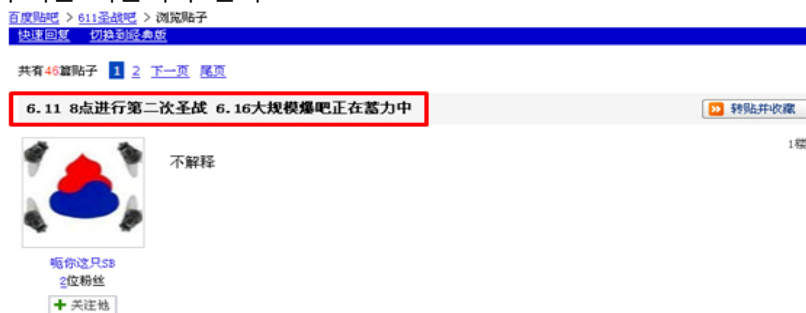 百度贴吧 > 611圣战吧 > 浏览贴子
快速回复 切换到经典版
共有46篇贴子 1 2 下一页 尾页
6.11 8点进行第二次圣战 6.16大规模爆吧正在蓄力中
转贴并收藏
1楼
不解释
呃你这只SB
2位粉丝
关注他